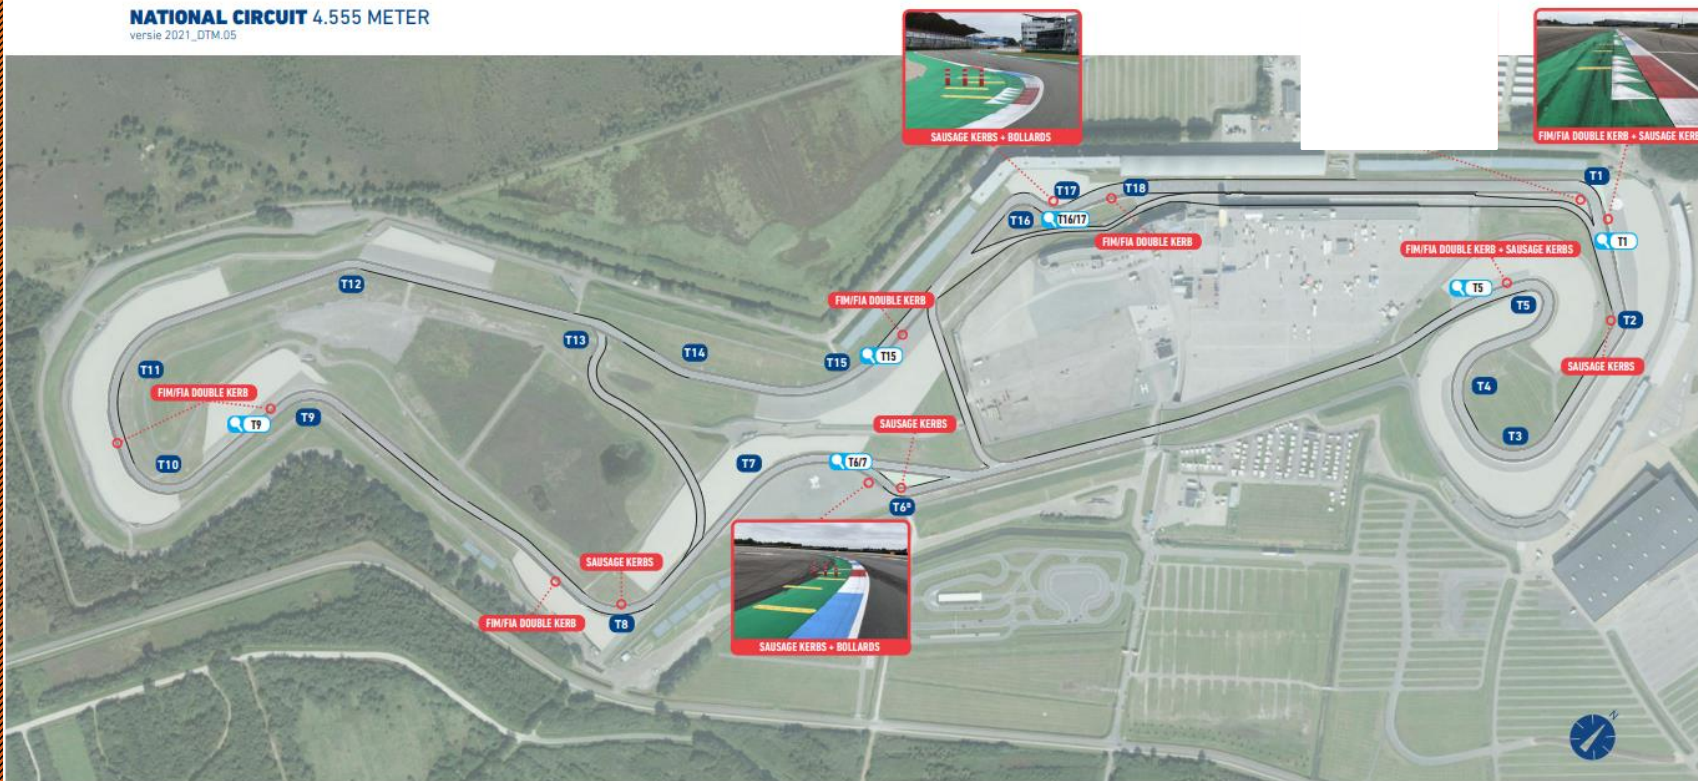 NATIONAL CIRCUIT 4.555 METER
versie 2021_DTM.05
SAUSAGE KERBS + BOLLARDS
FIM/FIA DOUBLE KERB + SAUSAGE KERB
T1
T17
T18
T16
T16/17
T1
FIM/FIA DOUBLE KERB
FIM/FIA DOUBLE KERB + SAUSAGE KERBS
T12
T5
T5
T2
FIM/FIA DOUBLE KERB
T13
T14
T15
T15
T11
SAUSAGE KERBS
T4
FIM/FIA DOUBLE KERB
T9
T9
SAUSAGE KERBS
T3
T10
T7
T6/7
T6
SAUSAGE KERBS
FIM/FIA DOUBLE KERB
T8
SAUSAGE KERBS + BOLLARDS
N